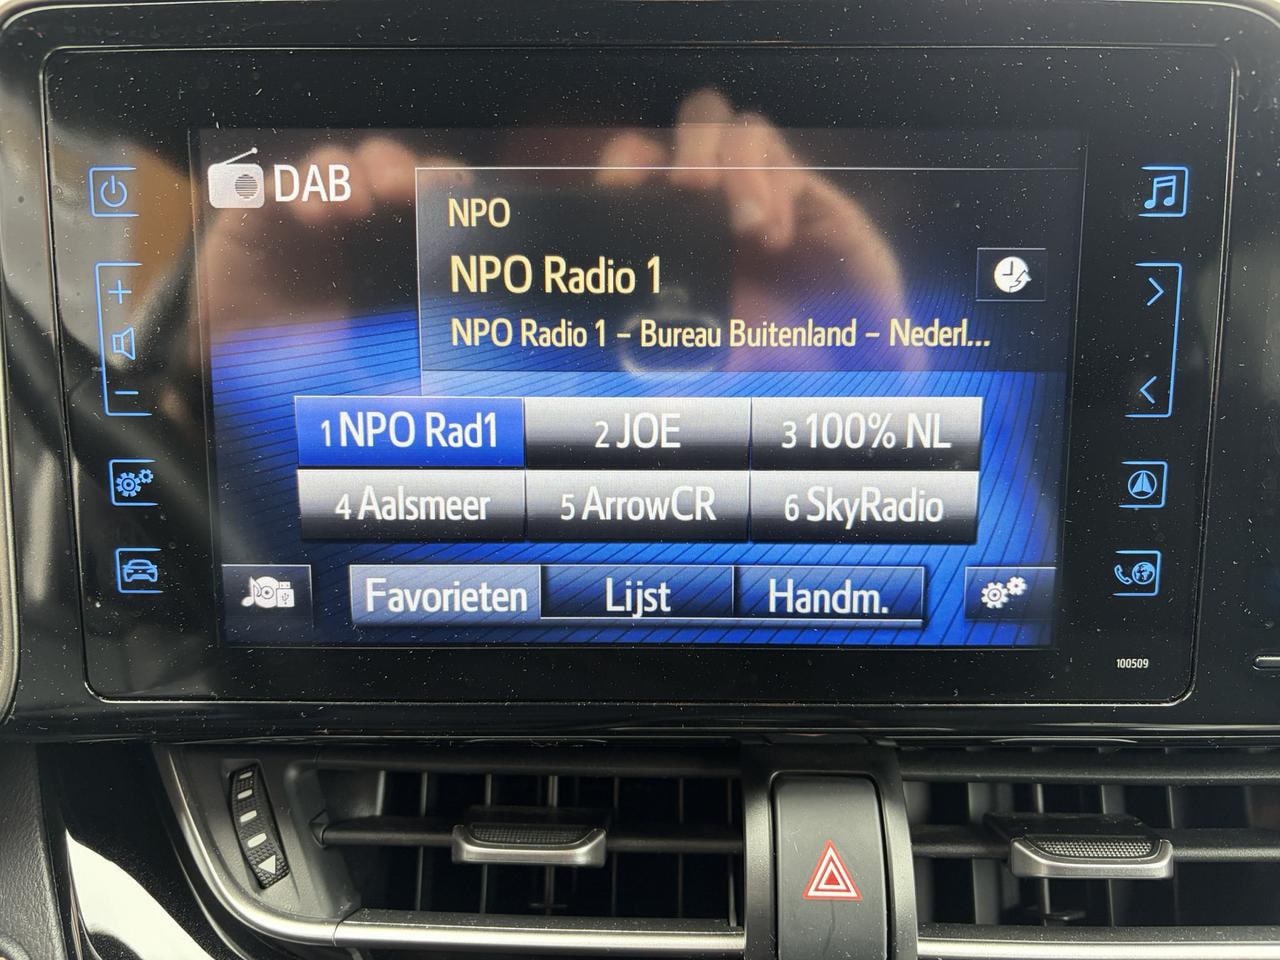 DAB
NPO
NPO Radio 1
NPO Radio 1 – Bureau Buitenland – Nederl...
1 NPO Rad1
2 JOE
3 100% NL
4 Aalsmeer
5 ArrowCR
6 SkyRadio
Favorieten
Lijst
Handm.
100509